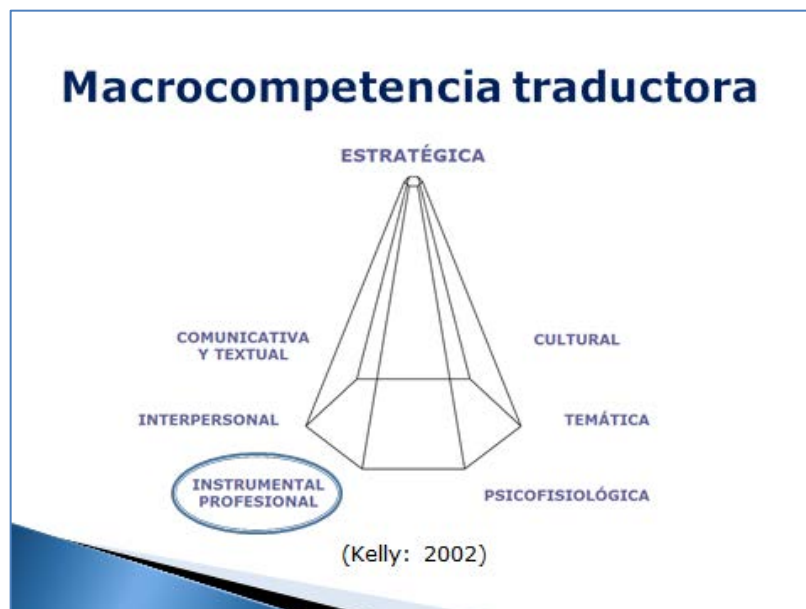 Macrocompetencia traductora
ESTRATÉGICA
COMUNICATIVA
Y TEXTUAL
CULTURAL
INTERPERSONAL
TEMÁTICA
INSTRUMENTAL
PROFESIONAL
PSICOFISIOLÓGICA
(Kelly: 2002)